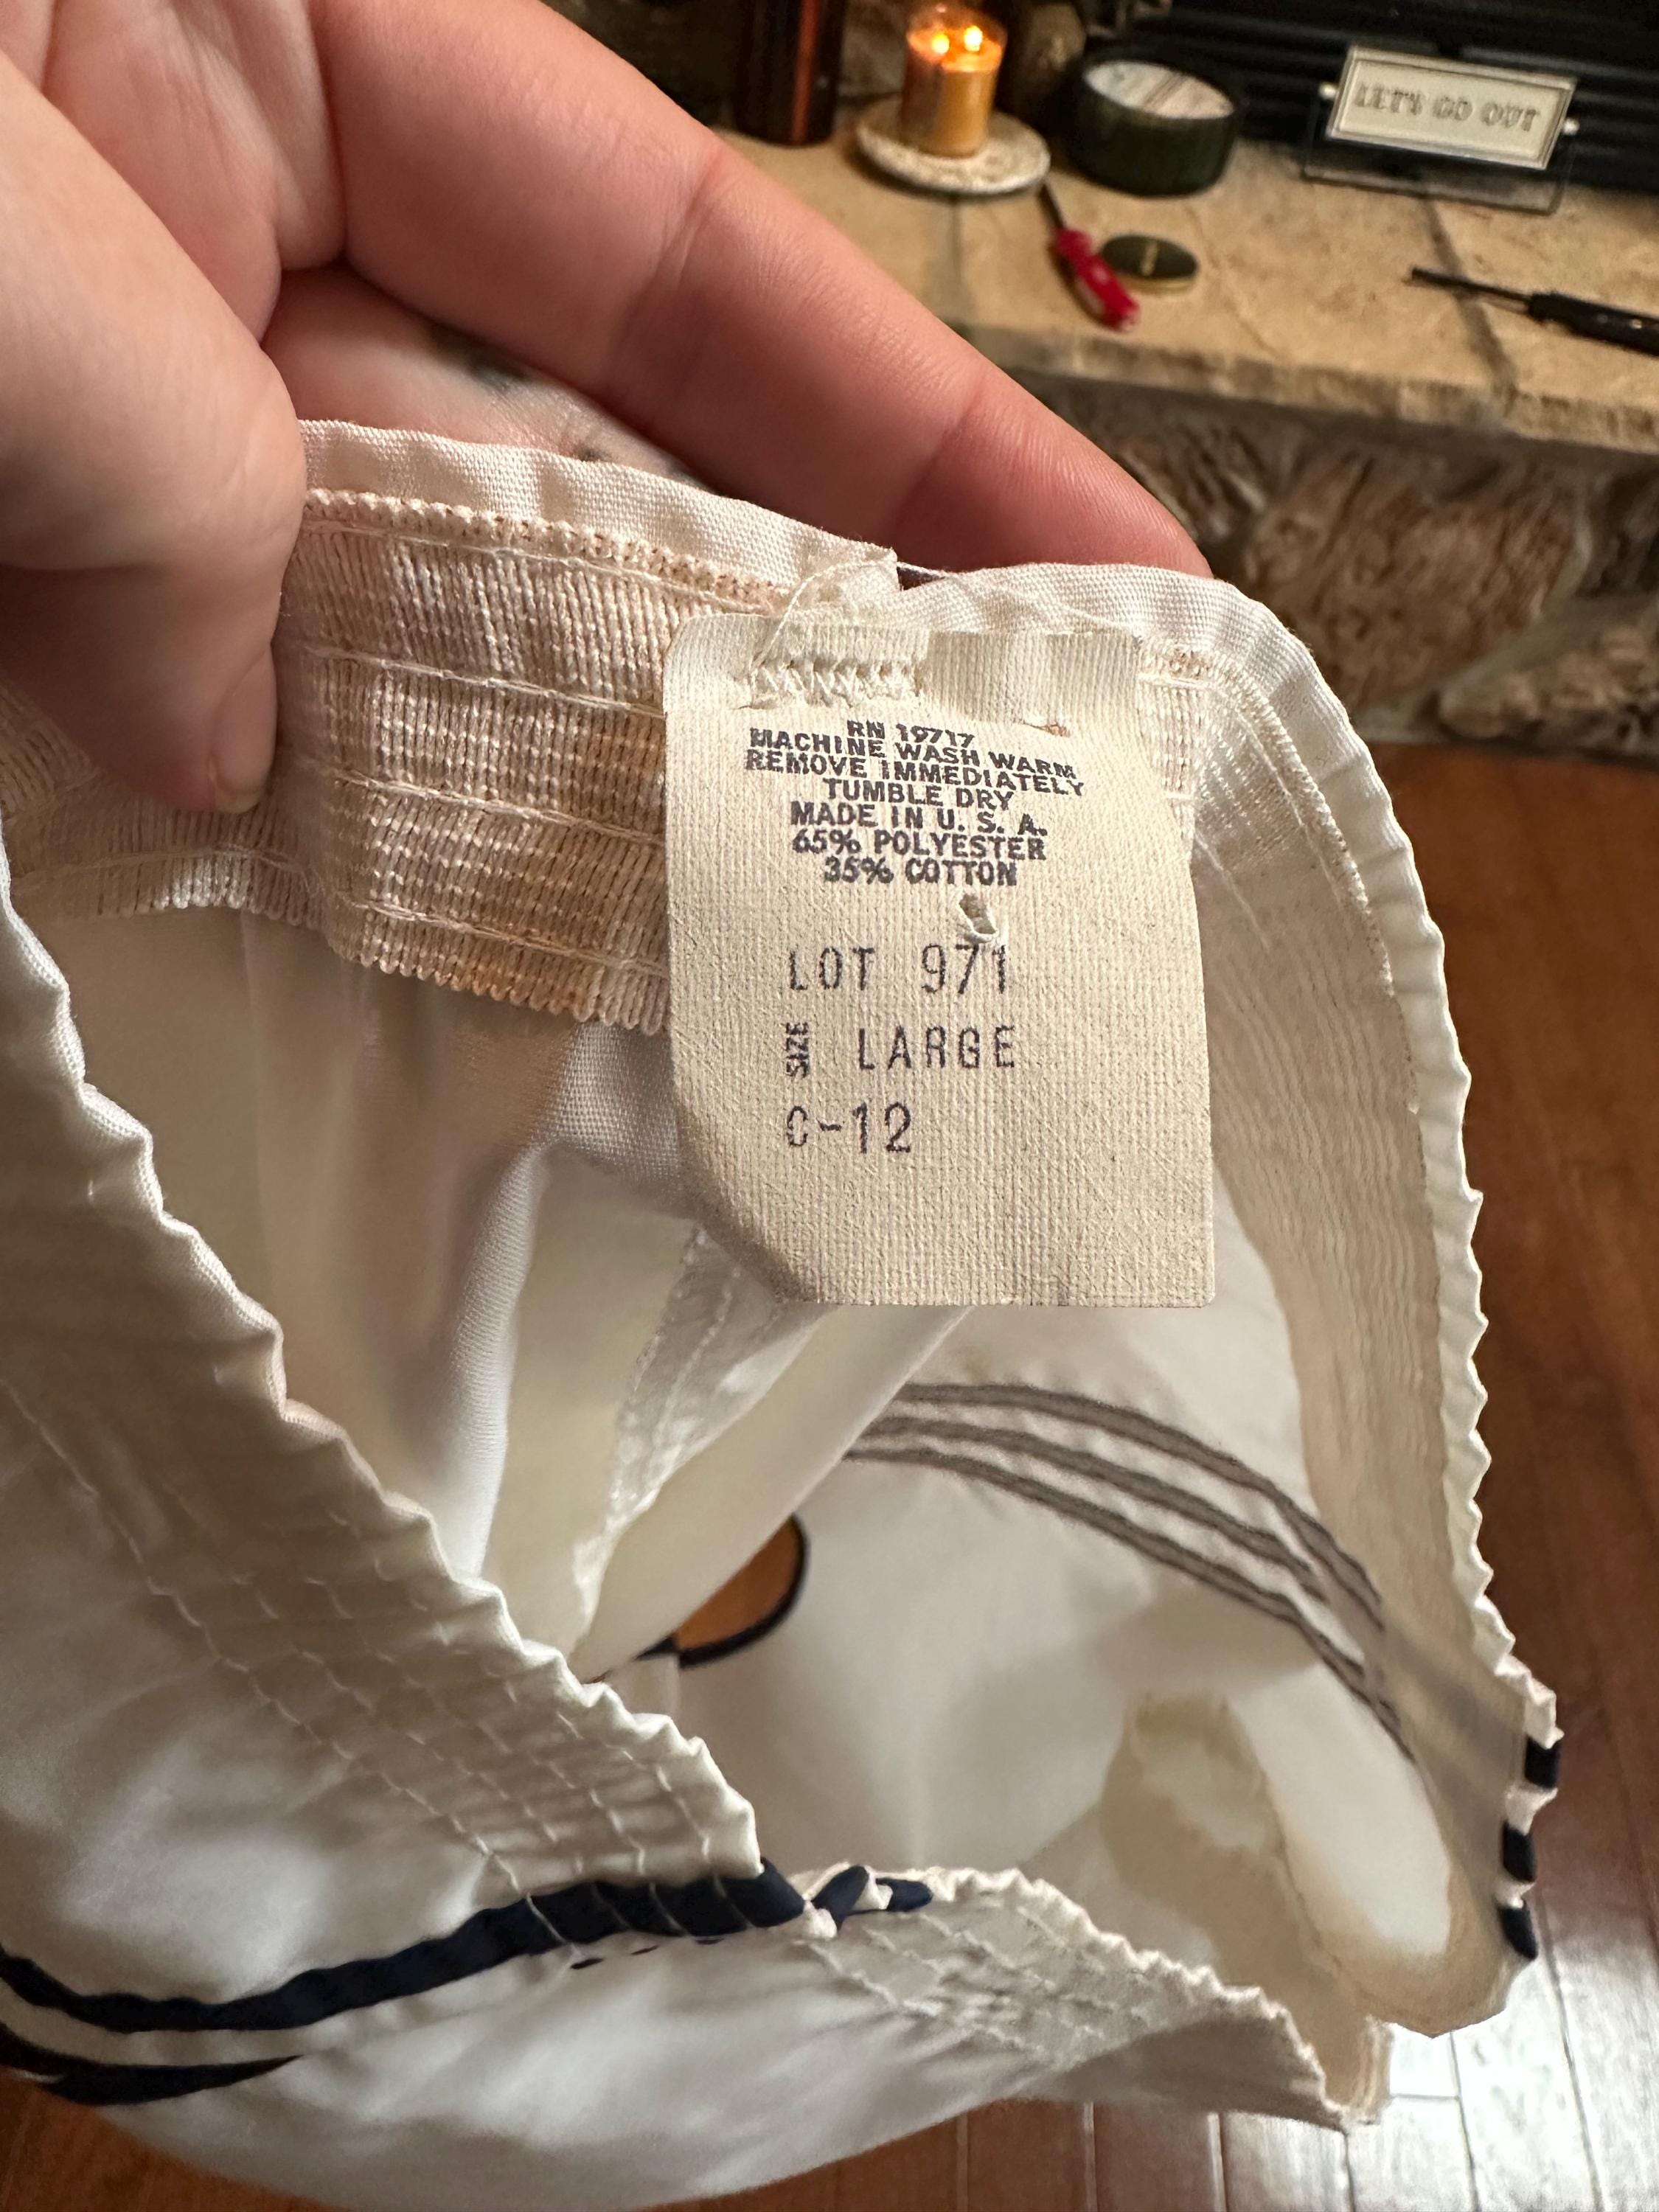 LET'S GO OUT
RN 19717
MACHINE WASH WARM
REMOVE IMMEDIATELY
TUMBLE DRY
MADE IN U. S. A.
65% POLYESTER
35% COTTON
LOT 971
SIZE LARGE
C-12